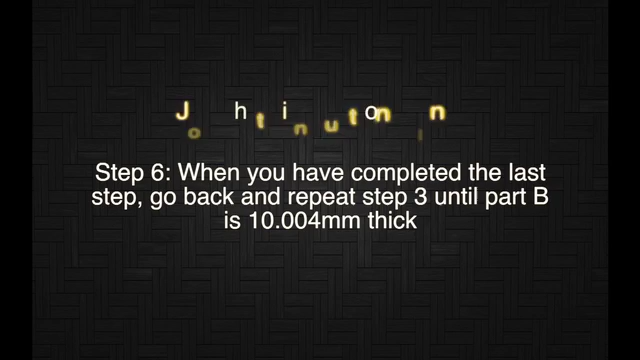 Step 6: When you have completed the last
step, go back and repeat step 3 until part B
is 10.004mm thick